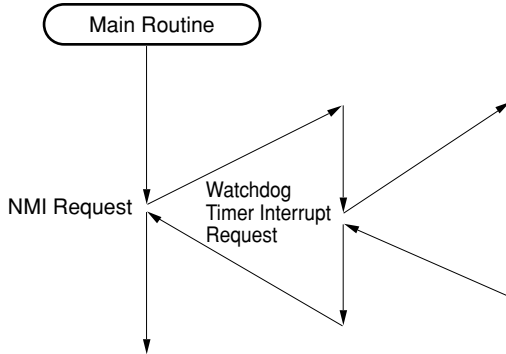 Main Routine
NMI Request
Watchdog
Timer Interrupt
Request